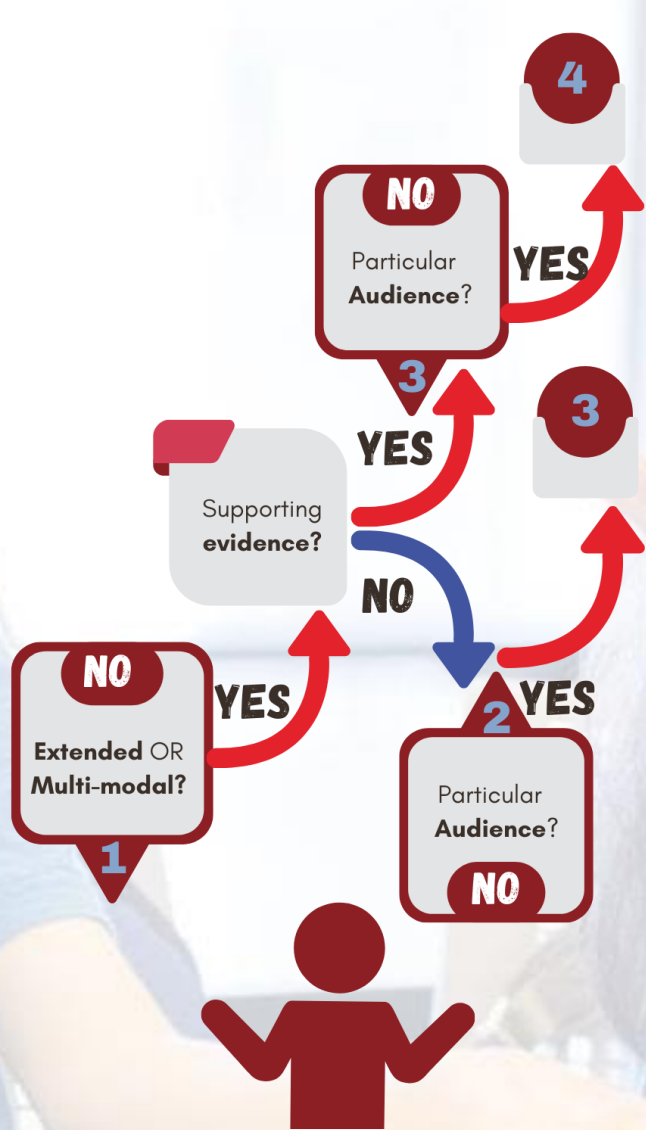 4
NO
Particular
Audience?
YES
3
3
YES
Supporting
evidence?
NO
NO
YES
Extended OR
Multi-modal?
1
2
YES
Particular
Audience?
NO